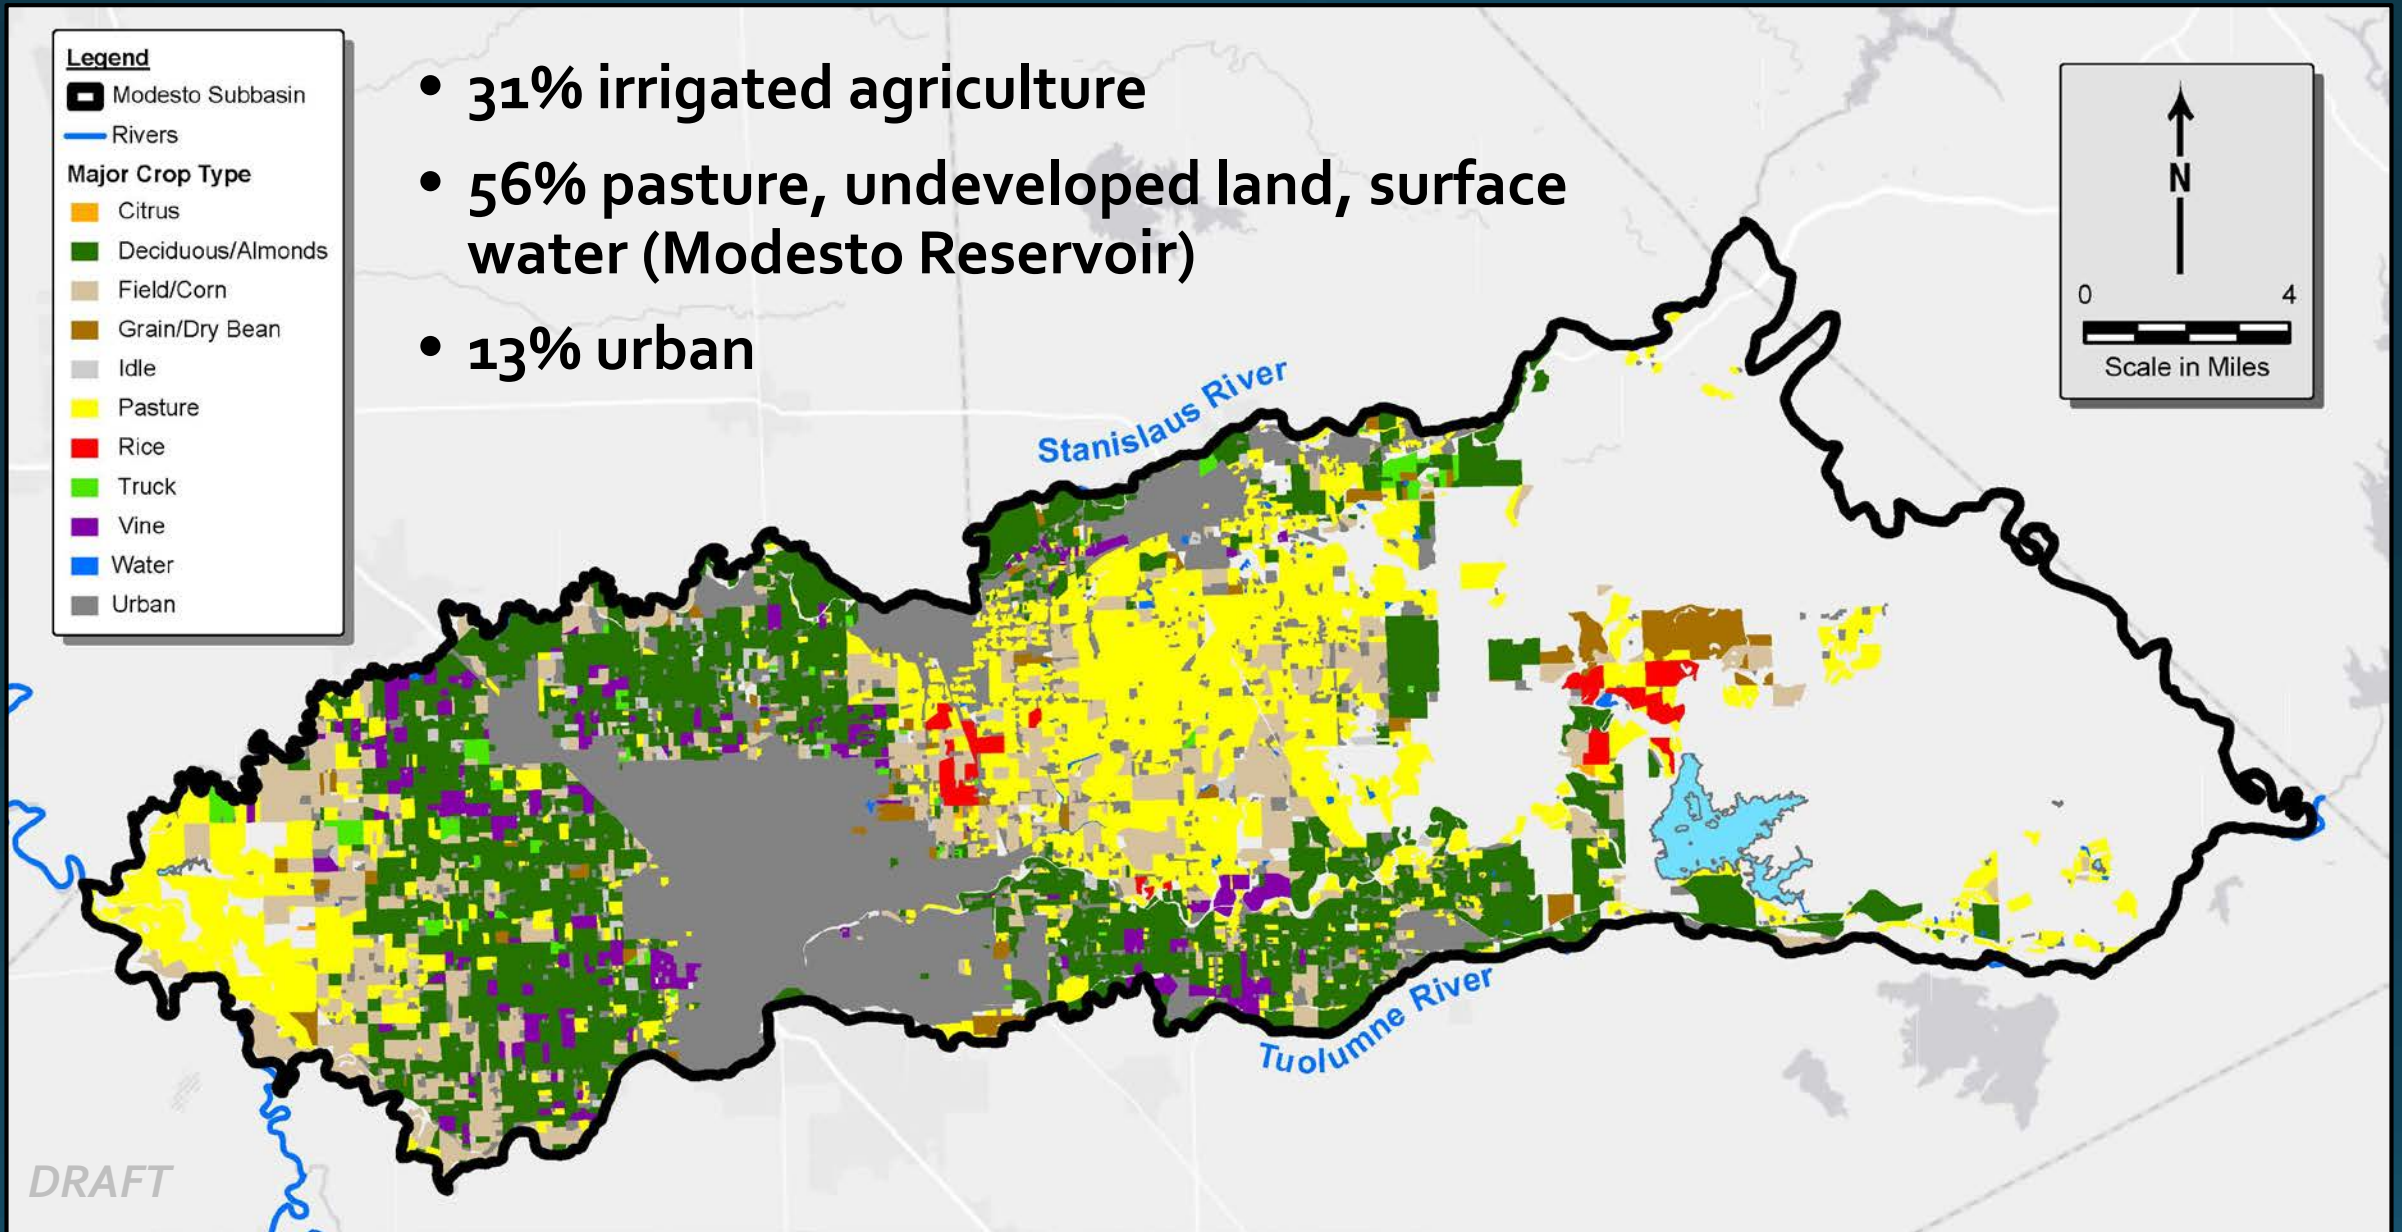 Legend
Modesto Subbasin
Rivers
Major Crop Type
Citrus
Deciduous/Almonds
Field/Corn
Grain/Dry Bean
Idle
Pasture
Rice
Truck
Vine
Water
Urban
• 31% irrigated agriculture
• 56% pasture, undeveloped land, surface
water (Modesto Reservoir)
• 13% urban
N
0 4
Scale in Miles
Stanislaus River
Tuolumne River
DRAFT